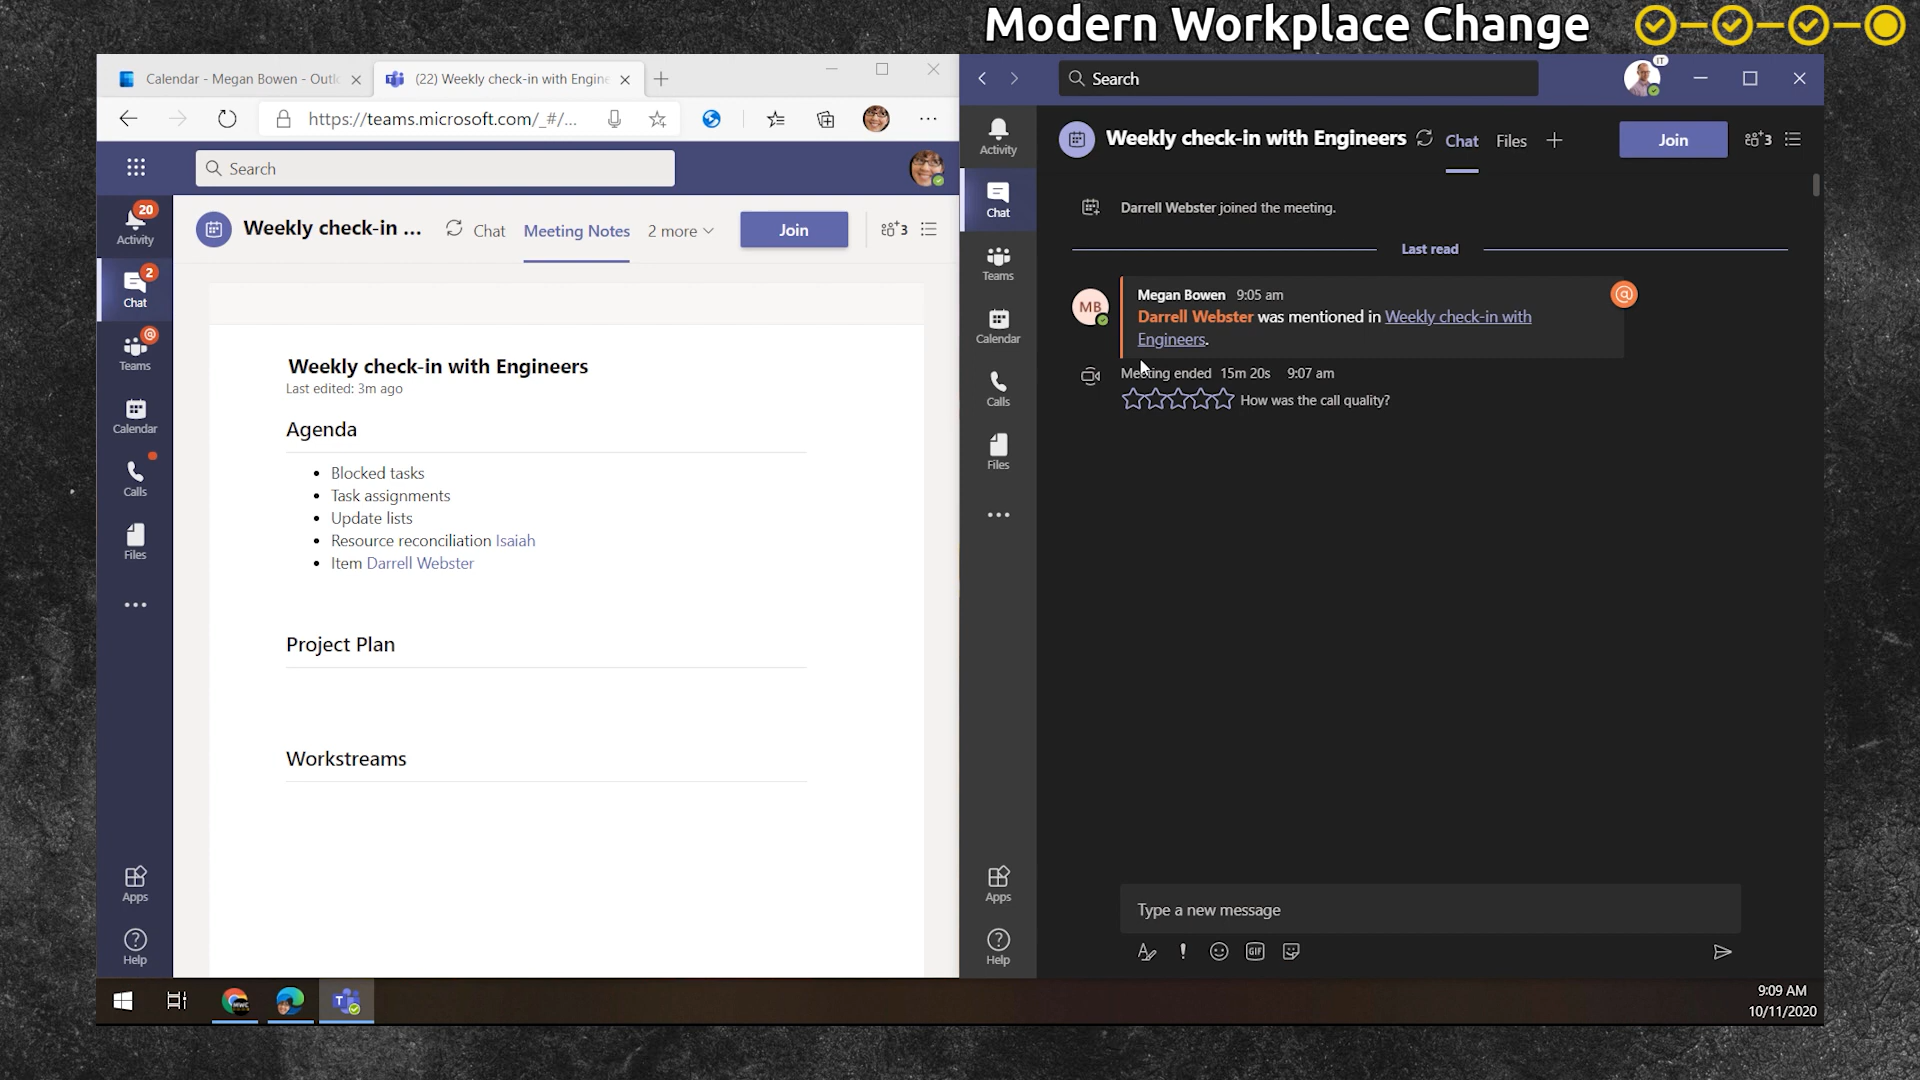 Modern Workplace Change
Calendar - Megan Bowen - Outl
(22) Weekly check-in with Engine
https://teams.microsoft.com/_#/...
Search
20
Activity
2
Chat
Teams
Calendar
Calls
Files
Apps
Help
Weekly check-in ...
Chat
Meeting Notes
2 more
Join
3
Weekly check-in with Engineers
Last edited: 3m ago
Agenda
Blocked tasks
Task assignments
Update lists
Resource reconciliation Isaiah
Item Darrell Webster
Project Plan
Workstreams
Search
IT
Activity
Chat
Teams
Calendar
Calls
Files
Apps
Help
Weekly check-in with Engineers
Chat
Files
Join
3
Darrell Webster joined the meeting.
Last read
MB
Megan Bowen 9:05 am
@
Darrell Webster was mentioned in Weekly check-in with
Engineers.
Meeting ended 15m 20s 9:07 am
How was the call quality?
Type a new message
GIF
9:09 AM
10/11/2020